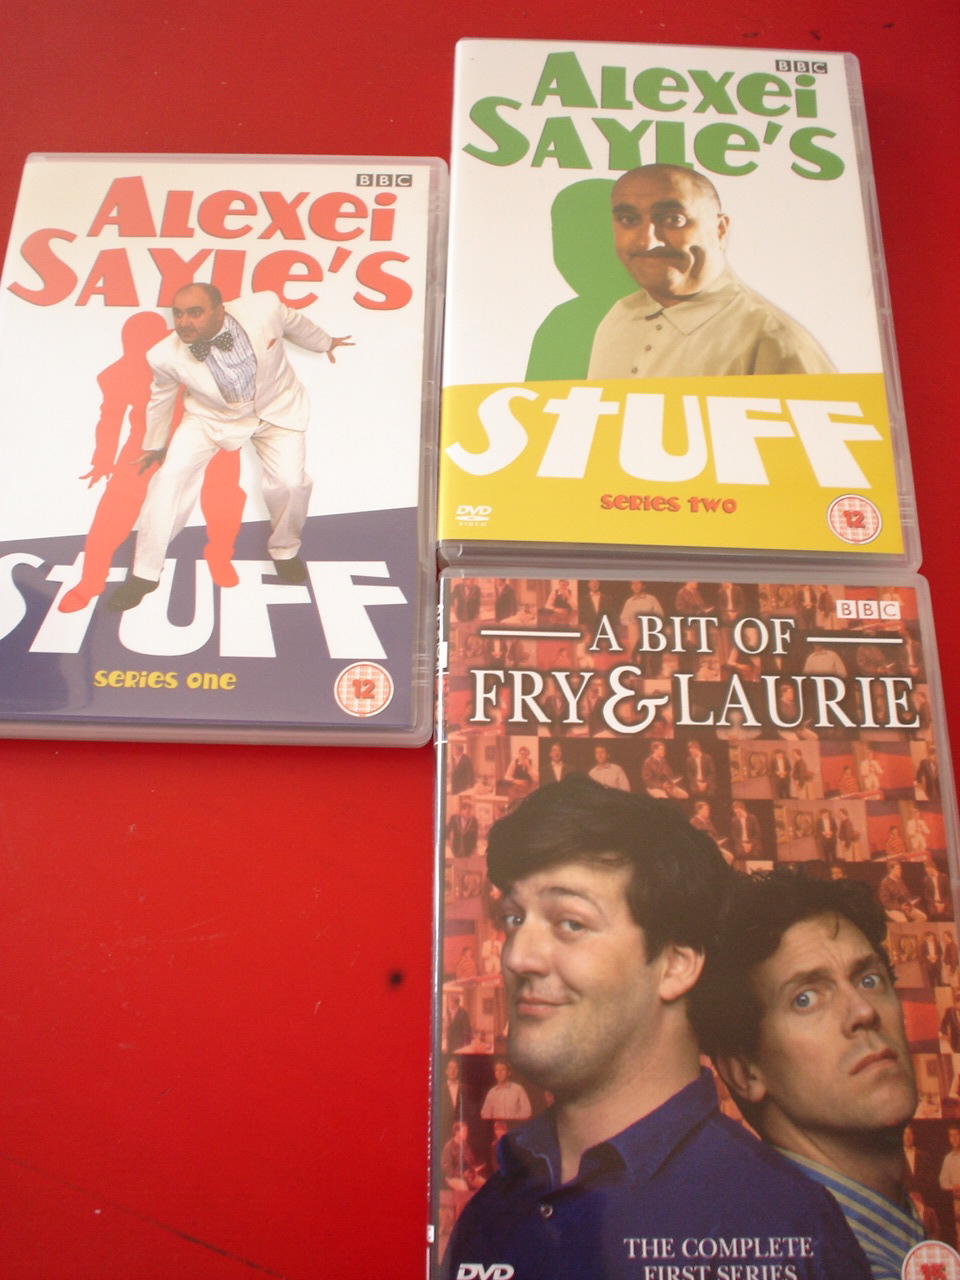 BBC
ALexei
SAYLe's
STUFF
SERIES ONE
12
BBC
ALexei
SAYLe's
STUFF
SERIES TWO
DVD
VIDEO
12
BBC
A BIT OF
FRY & LAURIE
THE COMPLETE
FIRST SERIES
DVD